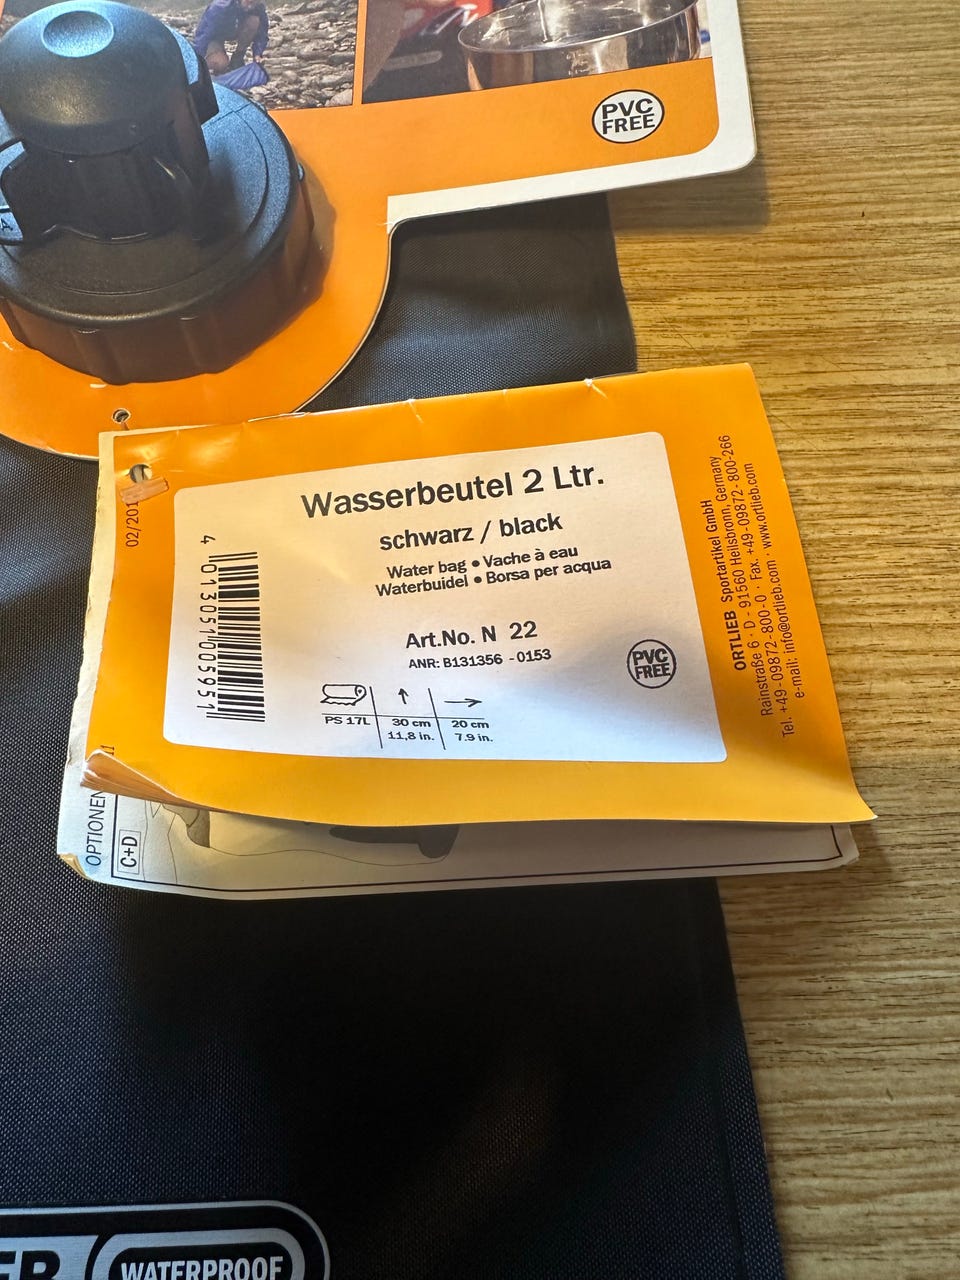 PVC
FREE
Wasserbeutel 2 Ltr.
schwarz / black
Water bag • Vache à eau
Waterbuidel • Borsa per acqua
Art.No. N 22
ANR: B131356 -0153
PVC
FREE
PS 17L
30 cm
20 cm
11,8 in.
7.9 in.
4 013051005951
02/201
ORTLIEB Sportartikel GmbH
Rainstraße 6 · D - 91560 Heilsbronn, Germany
Tel. +49 - 09872 - 800-0 · Fax. +49 - 09872 - 800-266
e-mail: info@ortlieb.com · www.ortlieb.com
11
OPTIONEN
C+D
WATERPROOF